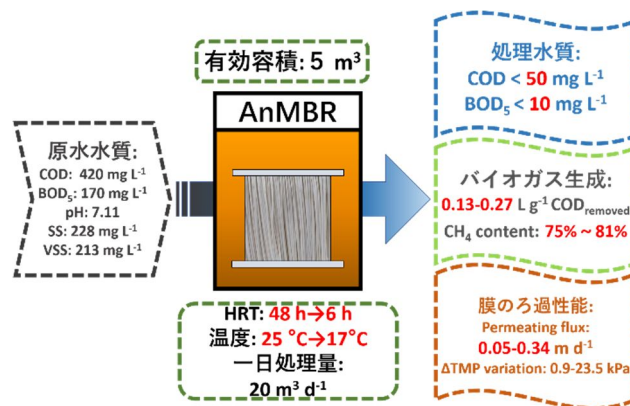 原水水質:
COD: 420 mg L-1
BOD5: 170 mg L-1
pH: 7.11
SS: 228 mg L-1
VSS: 213 mg L-1
有効容積: 5 m3
AnMBR
HRT: 48 h→6 h
温度: 25 °C→17°C
一日処理量:
20 m3 d-1
処理水質:
COD < 50 mg L-1
BOD5 < 10 mg L-1
バイオガス生成:
0.13-0.27 L g-1 CODremoved
CH4 content: 75% ~ 81%
膜のろ過性能:
Permeating flux:
0.05-0.34 m d-1
ΔTMP variation: 0.9-23.5 kPa